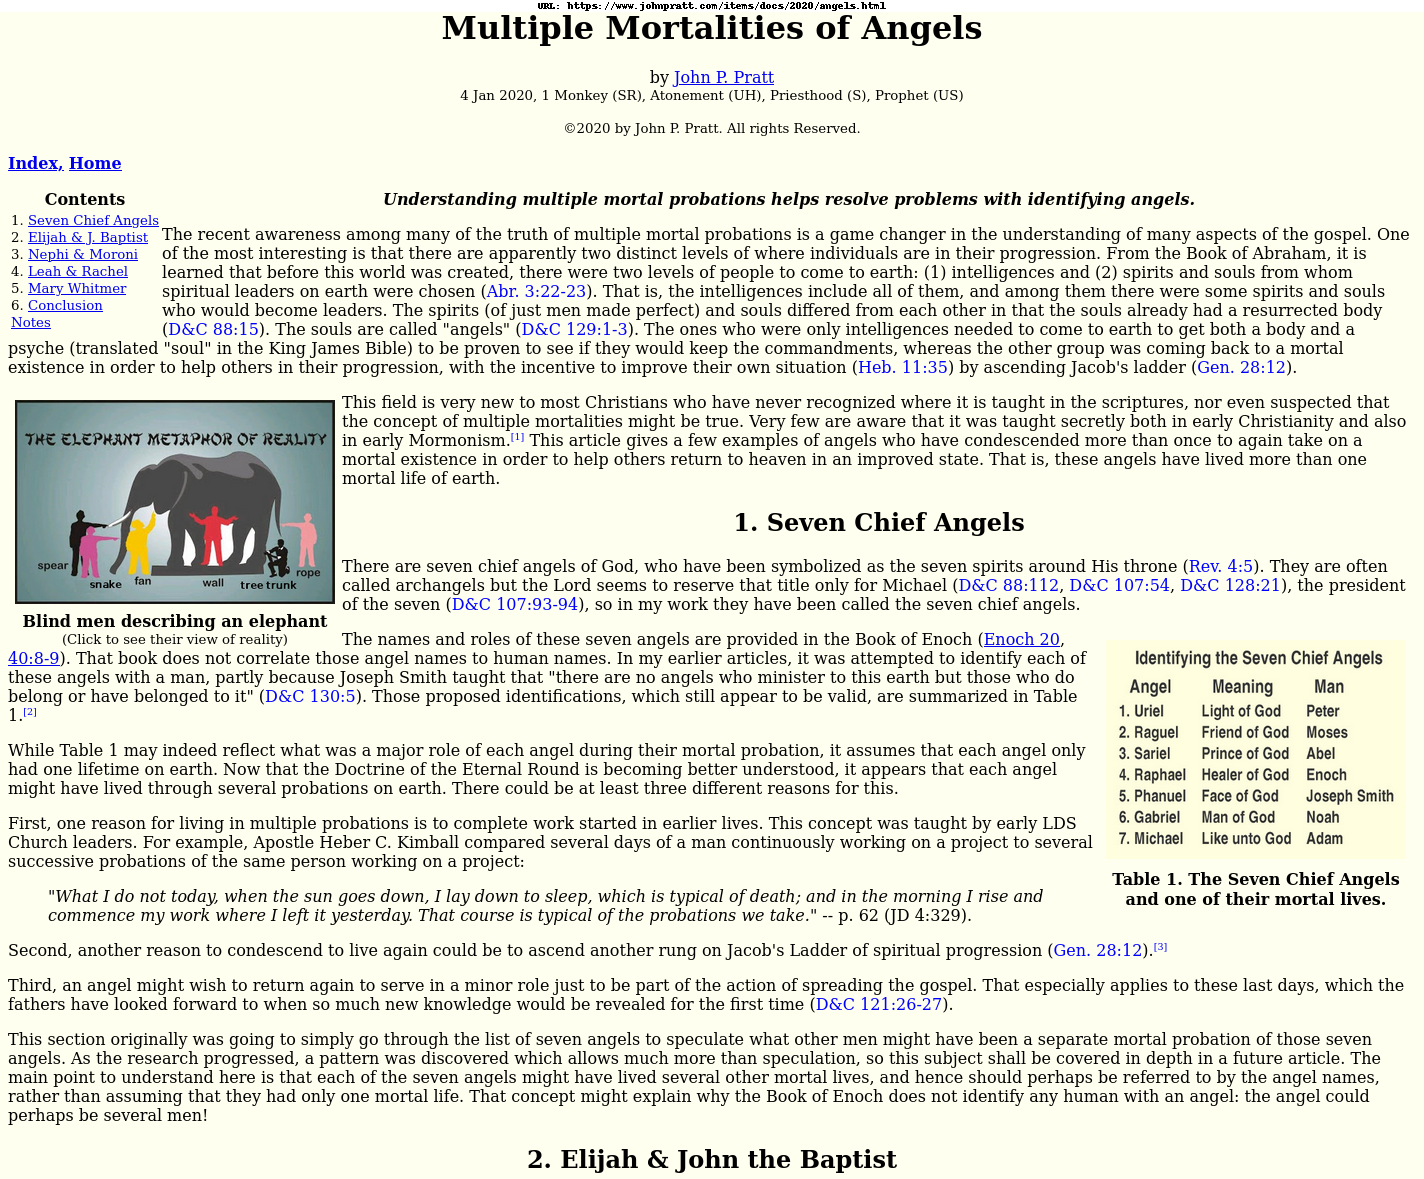 URL: https://www.johnpratt.com/items/docs/2020/angels.html
Multiple Mortalities of Angels
by John P. Pratt
4 Jan 2020, 1 Monkey (SR), Atonement (UH), Priesthood (S), Prophet (US)
©2020 by John P. Pratt. All rights Reserved.
Index, Home
Contents
1. Seven Chief Angels
2. Elijah & J. Baptist
3. Nephi & Moroni
4. Leah & Rachel
5. Mary Whitmer
6. Conclusion
Notes
Understanding multiple mortal probations helps resolve problems with identifying angels.
The recent awareness among many of the truth of multiple mortal probations is a game changer in the understanding of many aspects of the gospel. One
of the most interesting is that there are apparently two distinct levels of where individuals are in their progression. From the Book of Abraham, it is
learned that before this world was created, there were two levels of people to come to earth: (1) intelligences and (2) spirits and souls from whom
spiritual leaders on earth were chosen (Abr. 3:22-23). That is, the intelligences include all of them, and among them there were some spirits and souls
who would become leaders. The spirits (of just men made perfect) and souls differed from each other in that the souls already had a resurrected body
(D&C 88:15). The souls are called "angels" (D&C 129:1-3). The ones who were only intelligences needed to come to earth to get both a body and a
psyche (translated "soul" in the King James Bible) to be proven to see if they would keep the commandments, whereas the other group was coming back to a mortal
existence in order to help others in their progression, with the incentive to improve their own situation (Heb. 11:35) by ascending Jacob's ladder (Gen. 28:12).
THE ELEPHANT METAPHOR OF REALITY
spear
snake
fan
wall
tree trunk
rope
Blind men describing an elephant
(Click to see their view of reality)
This field is very new to most Christians who have never recognized where it is taught in the scriptures, nor even suspected that
the concept of multiple mortalities might be true. Very few are aware that it was taught secretly both in early Christianity and also
in early Mormonism.[1] This article gives a few examples of angels who have condescended more than once to again take on a
mortal existence in order to help others return to heaven in an improved state. That is, these angels have lived more than one
mortal life of earth.
1. Seven Chief Angels
There are seven chief angels of God, who have been symbolized as the seven spirits around His throne (Rev. 4:5). They are often
called archangels but the Lord seems to reserve that title only for Michael (D&C 88:112, D&C 107:54, D&C 128:21), the president
of the seven (D&C 107:93-94), so in my work they have been called the seven chief angels.
The names and roles of these seven angels are provided in the Book of Enoch (Enoch 20,
40:8-9). That book does not correlate those angel names to human names. In my earlier articles, it was attempted to identify each of
these angels with a man, partly because Joseph Smith taught that "there are no angels who minister to this earth but those who do
belong or have belonged to it" (D&C 130:5). Those proposed identifications, which still appear to be valid, are summarized in Table
1.[2]
Identifying the Seven Chief Angels
Angel Meaning Man
1. Uriel Light of God Peter
2. Raguel Friend of God Moses
3. Sariel Prince of God Abel
4. Raphael Healer of God Enoch
5. Phanuel Face of God Joseph Smith
6. Gabriel Man of God Noah
7. Michael Like unto God Adam
Table 1. The Seven Chief Angels
and one of their mortal lives.
While Table 1 may indeed reflect what was a major role of each angel during their mortal probation, it assumes that each angel only
had one lifetime on earth. Now that the Doctrine of the Eternal Round is becoming better understood, it appears that each angel
might have lived through several probations on earth. There could be at least three different reasons for this.
First, one reason for living in multiple probations is to complete work started in earlier lives. This concept was taught by early LDS
Church leaders. For example, Apostle Heber C. Kimball compared several days of a man continuously working on a project to several
successive probations of the same person working on a project:
"What I do not today, when the sun goes down, I lay down to sleep, which is typical of death; and in the morning I rise and
commence my work where I left it yesterday. That course is typical of the probations we take." -- p. 62 (JD 4:329).
Second, another reason to condescend to live again could be to ascend another rung on Jacob's Ladder of spiritual progression (Gen. 28:12).[3]
Third, an angel might wish to return again to serve in a minor role just to be part of the action of spreading the gospel. That especially applies to these last days, which the
fathers have looked forward to when so much new knowledge would be revealed for the first time (D&C 121:26-27).
This section originally was going to simply go through the list of seven angels to speculate what other men might have been a separate mortal probation of those seven
angels. As the research progressed, a pattern was discovered which allows much more than speculation, so this subject shall be covered in depth in a future article. The
main point to understand here is that each of the seven angels might have lived several other mortal lives, and hence should perhaps be referred to by the angel names,
rather than assuming that they had only one mortal life. That concept might explain why the Book of Enoch does not identify any human with an angel: the angel could
perhaps be several men!
2. Elijah & John the Baptist